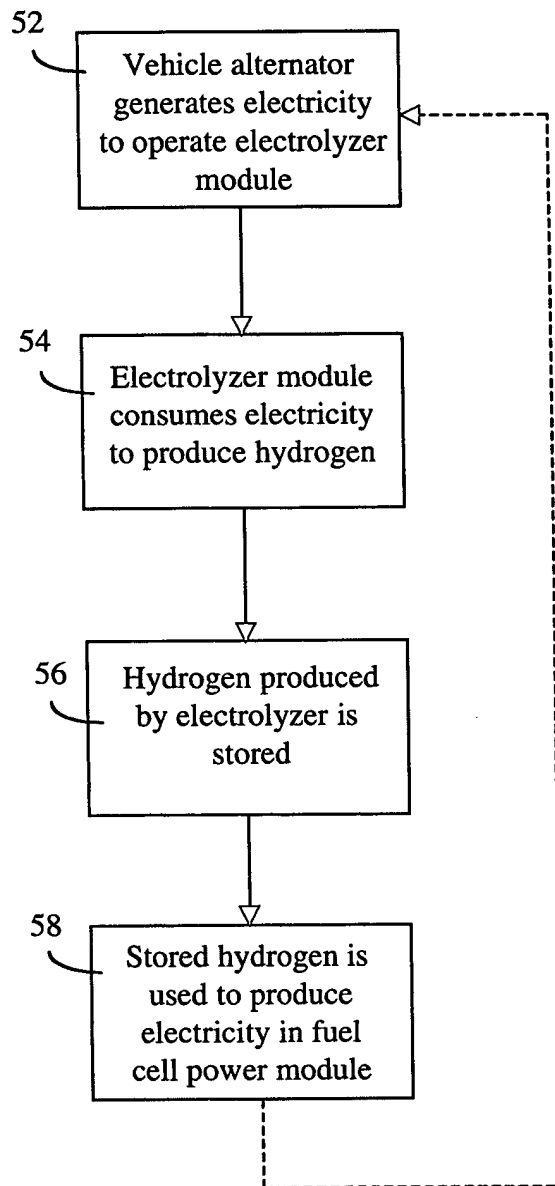 52
Vehicle alternator
generates electricity
to operate electrolyzer
module
54
Electrolyzer module
consumes electricity
to produce hydrogen
56
Hydrogen produced
by electrolyzer is
stored
58
Stored hydrogen is
used to produce
electricity in fuel
cell power module